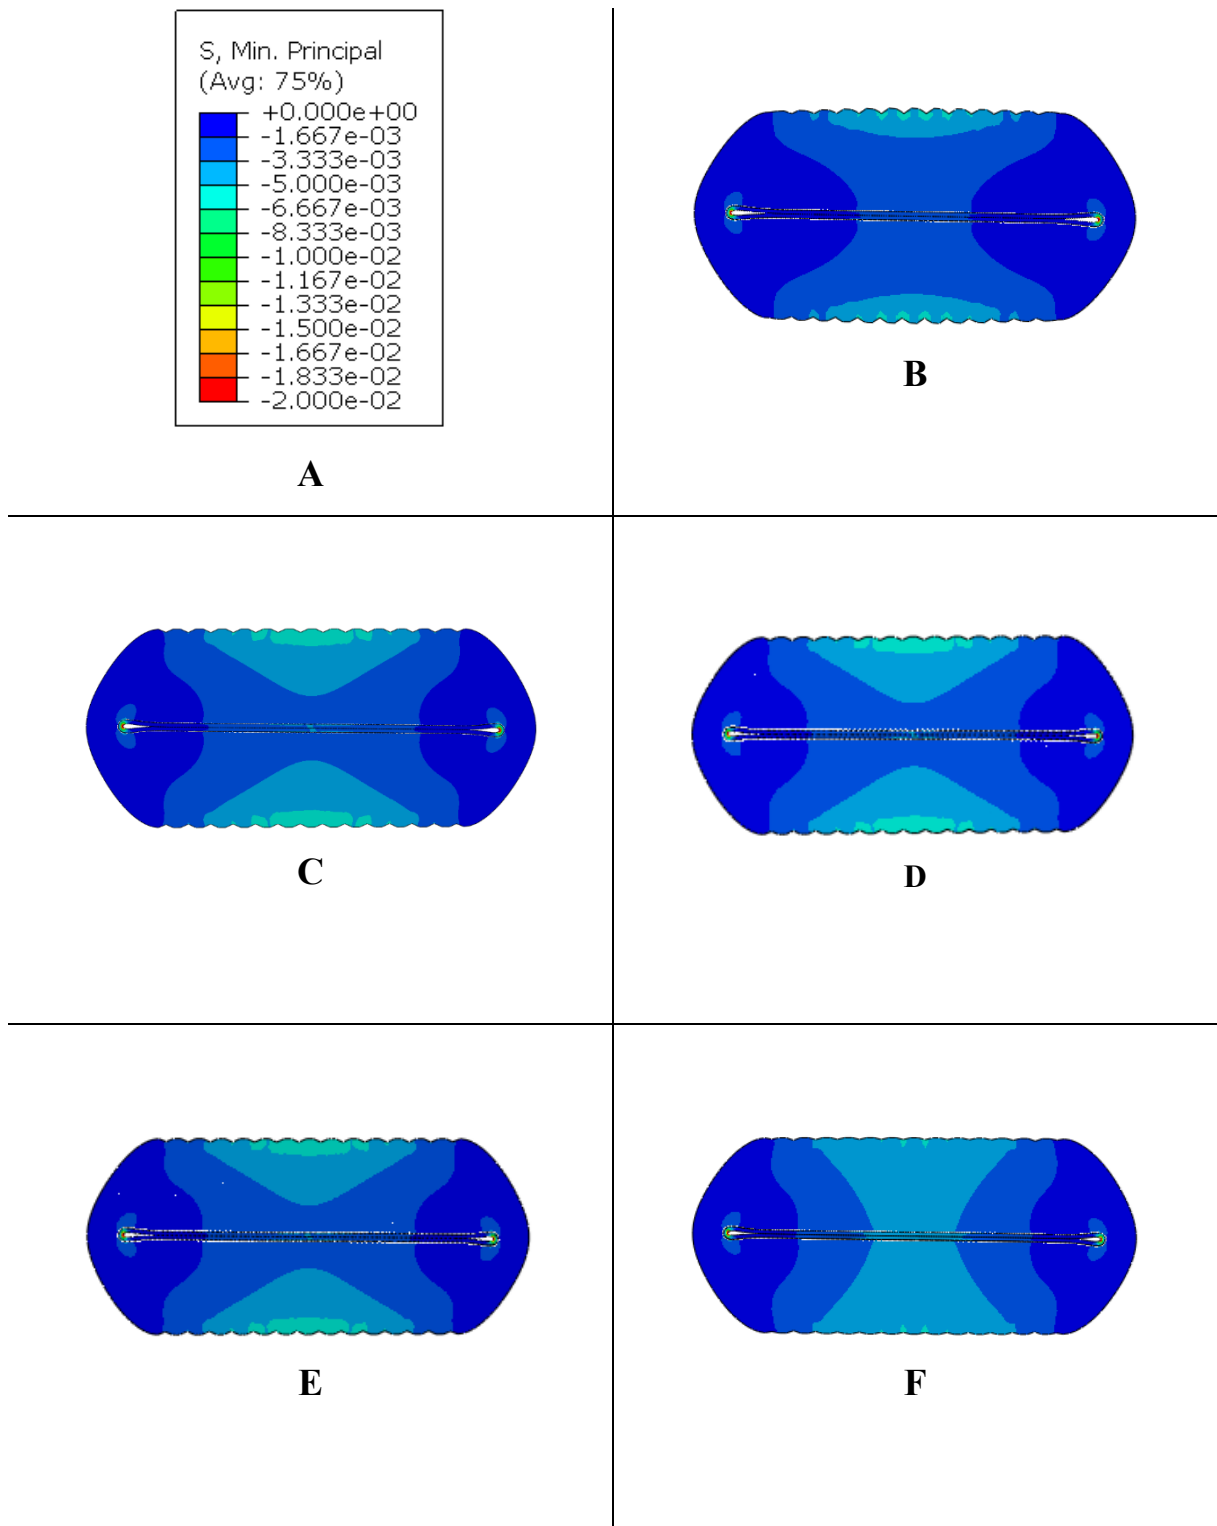 S, Min. Principal
(Avg: 75%)
+0.000e+00
-1.667e-03
-3.333e-03
-5.000e-03
-6.667e-03
-8.333e-03
-1.000e-02
-1.167e-02
-1.333e-02
-1.500e-02
-1.667e-02
-1.833e-02
-2.000e-02
A
B
C
D
E
F